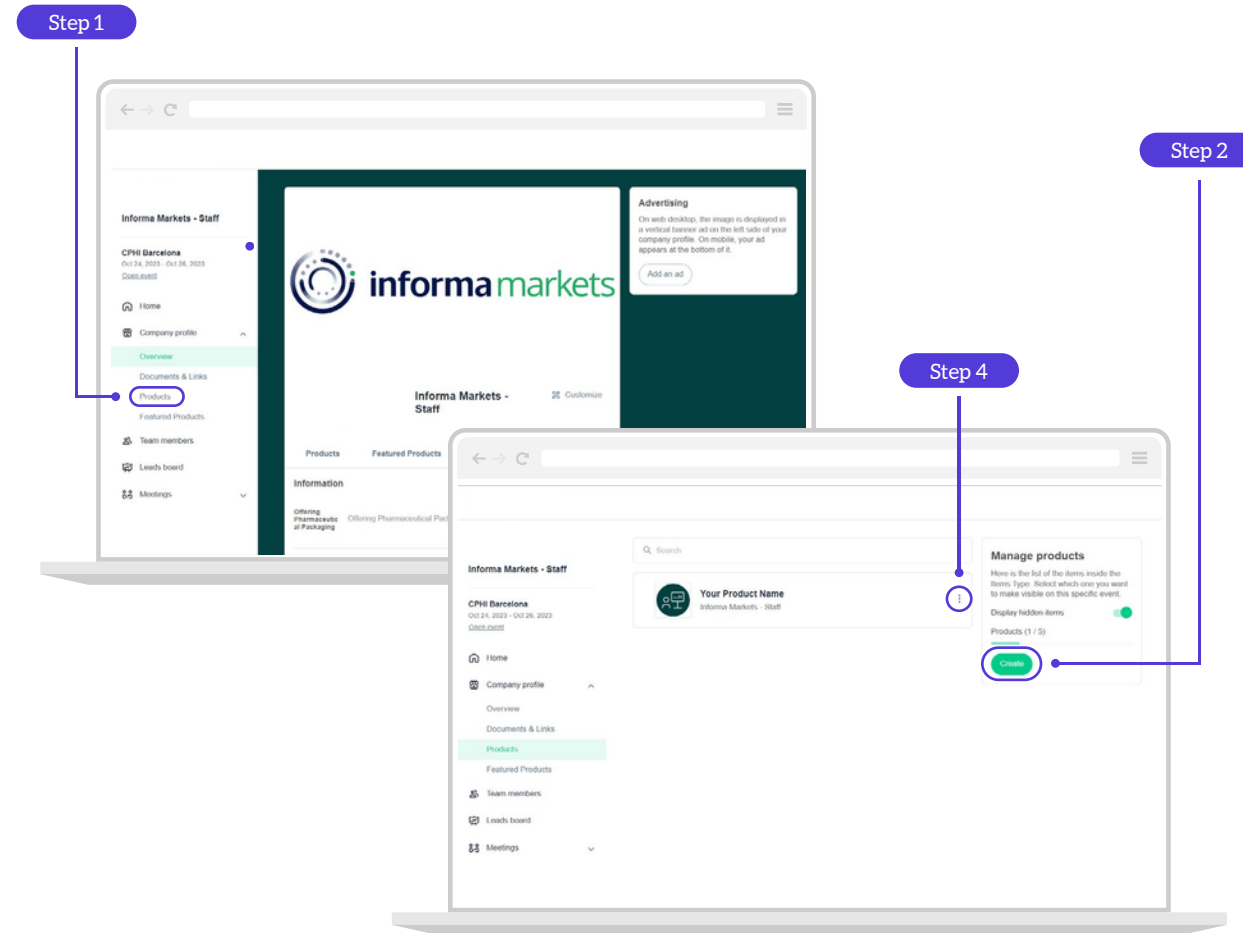 Step 1
Step 2
Informa Markets - Staff
CPHI Barcelona
Oct 24, 2023 - Oct 26, 2023
Open event
Home
Company profile
Overview
Documents & Links
Products
Featured Products
Team members
Leads board
Meetings
informa markets
Informa Markets -
Staff
Customize
Products
Featured Products
Information
Offering
Pharmaceutic
al Packaging
Offering Pharmaceutical Pac
Advertising
On web desktop, the image is displayed in
a vertical banner ad on the left side of your
company profile. On mobile, your ad
appears at the bottom of it.
Add an ad
Step 4
Informa Markets - Staff
CPHI Barcelona
Oct 24, 2023 - Oct 26, 2023
Open event
Home
Company profile
Overview
Documents & Links
Products
Featured Products
Team members
Leads board
Meetings
Search
Your Product Name
Informa Markets - Staff
Manage products
Here is the list of the items inside the
Items Type. Select which one you want
to make visible on this specific event.
Display hidden items
Products (1 / 5)
Create